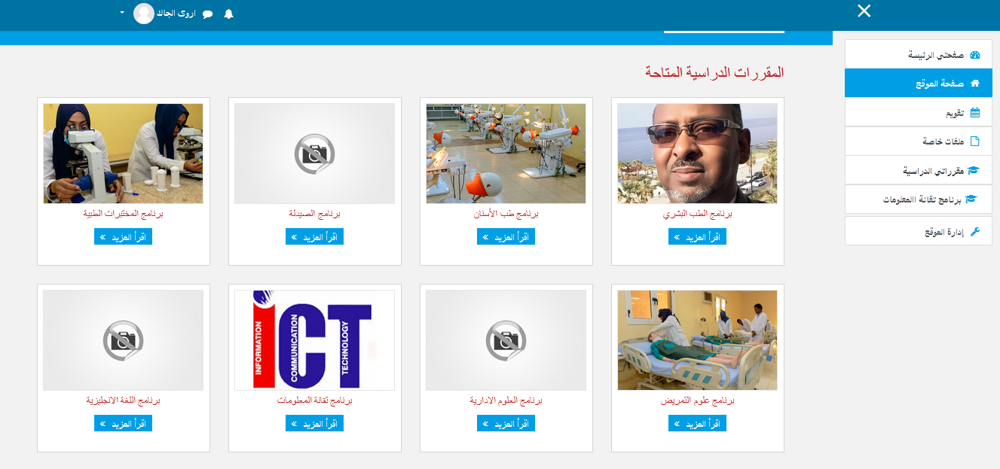 اروى الجاك
صفحتي الرئيسة
صفحة الموقع
تقويم
ملفات خاصة
مقرراتي الدراسية
برنامج تقانة االمعلومات
إدارة الموقع
المقررات الدراسية المتاحة
برنامج الطب البشري
اقرأ المزيد »
برنامج طب الأسنان
اقرأ المزيد »
برنامج الصيدلة
اقرأ المزيد »
برنامج المختبرات الطبية
اقرأ المزيد »
برنامج علوم التمريض
اقرأ المزيد »
برنامج العلوم الادارية
اقرأ المزيد »
ICT
INFORMATION
COMMUNICATION
TECHNOLOGY
برنامج تقانة المعلومات
اقرأ المزيد »
برنامج اللغة الانجليزية
اقرأ المزيد »